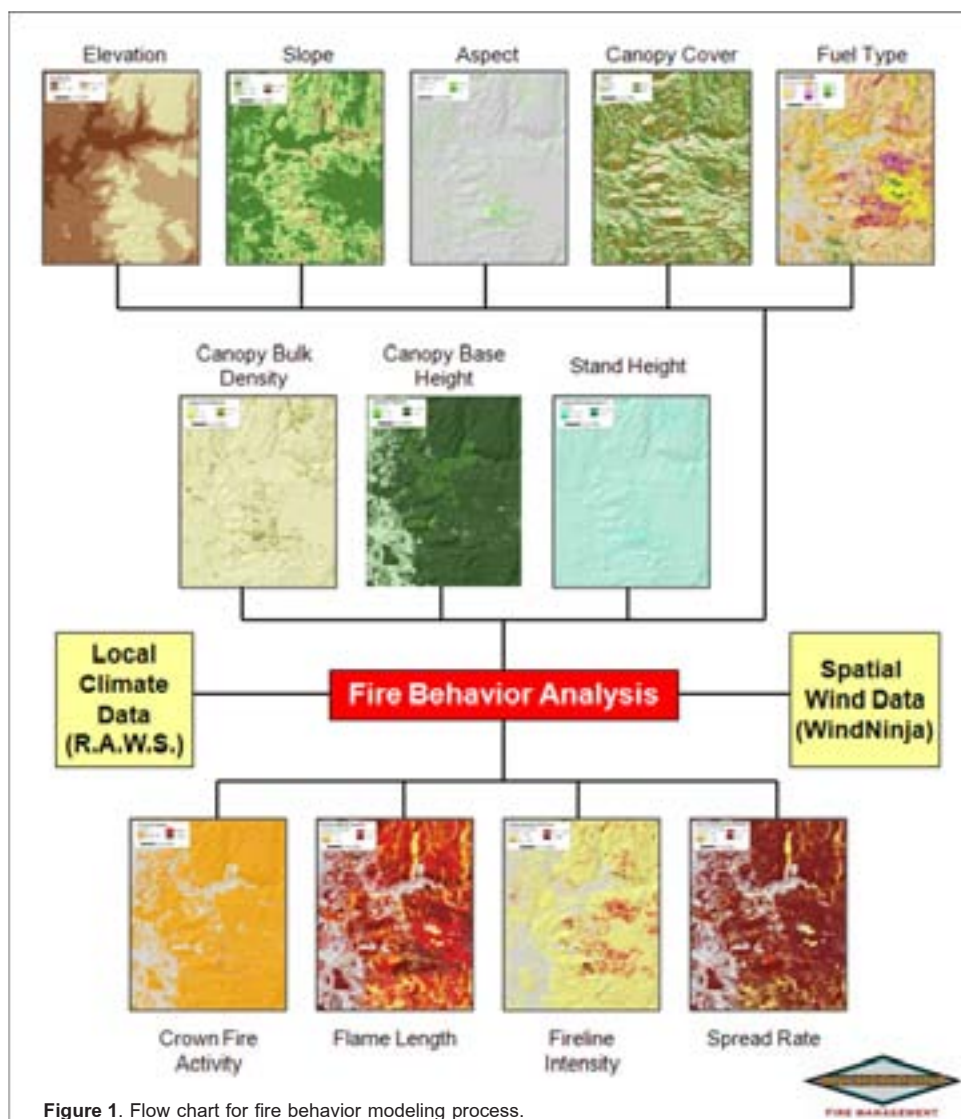 Elevation
Slope
Aspect
Canopy Cover
Fuel Type
Canopy Bulk
Density
Canopy Base
Height
Stand Height
Local
Climate
Data
(R.A.W.S.)
Fire Behavior Analysis
Spatial
Wind Data
(WindNinja)
Crown Fire
Activity
Flame Length
Fireline
Intensity
Spread Rate
FIRE MANAGEMENT
Figure 1. Flow chart for fire behavior modeling process.